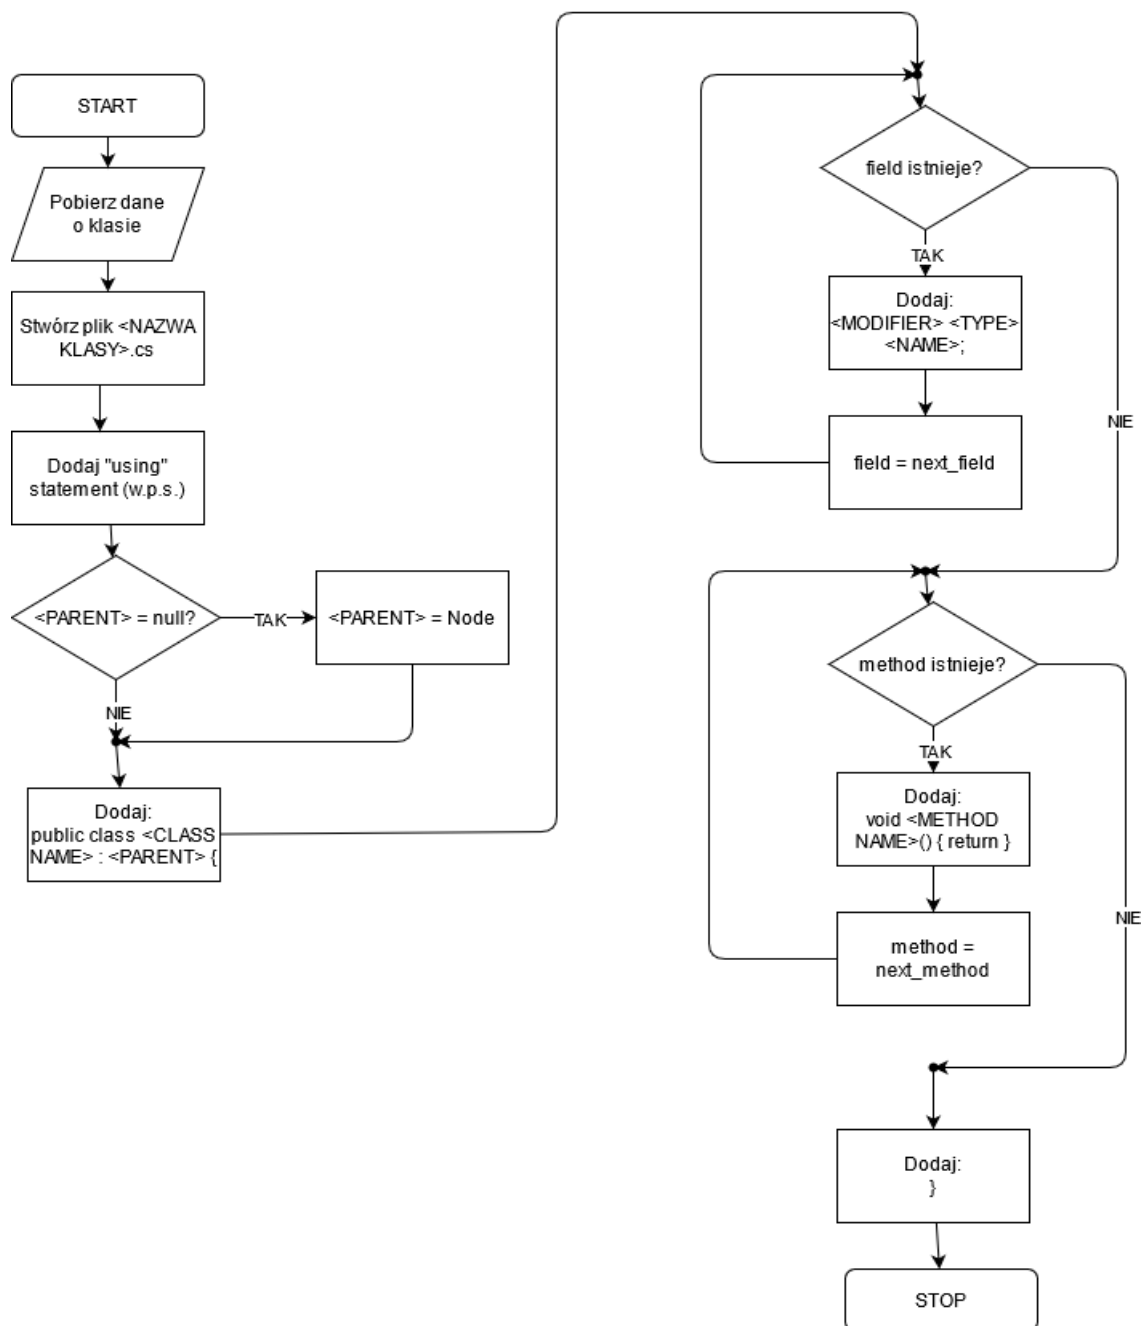 START
Pobierz dane
o klasie
Stwórz plik <NAZWA
KLASY>.cs
Dodaj "using"
statement (w.p.s.)
<PARENT> = null?
TAK
<PARENT> = Node
NIE
Dodaj:
public class <CLASS
NAME> : <PARENT> {
field istnieje?
TAK
Dodaj:
<MODIFIER> <TYPE>
<NAME>;
NIE
field = next_field
method istnieje?
TAK
Dodaj:
void <METHOD
NAME>() { return }
NIE
method =
next_method
Dodaj:
}
STOP